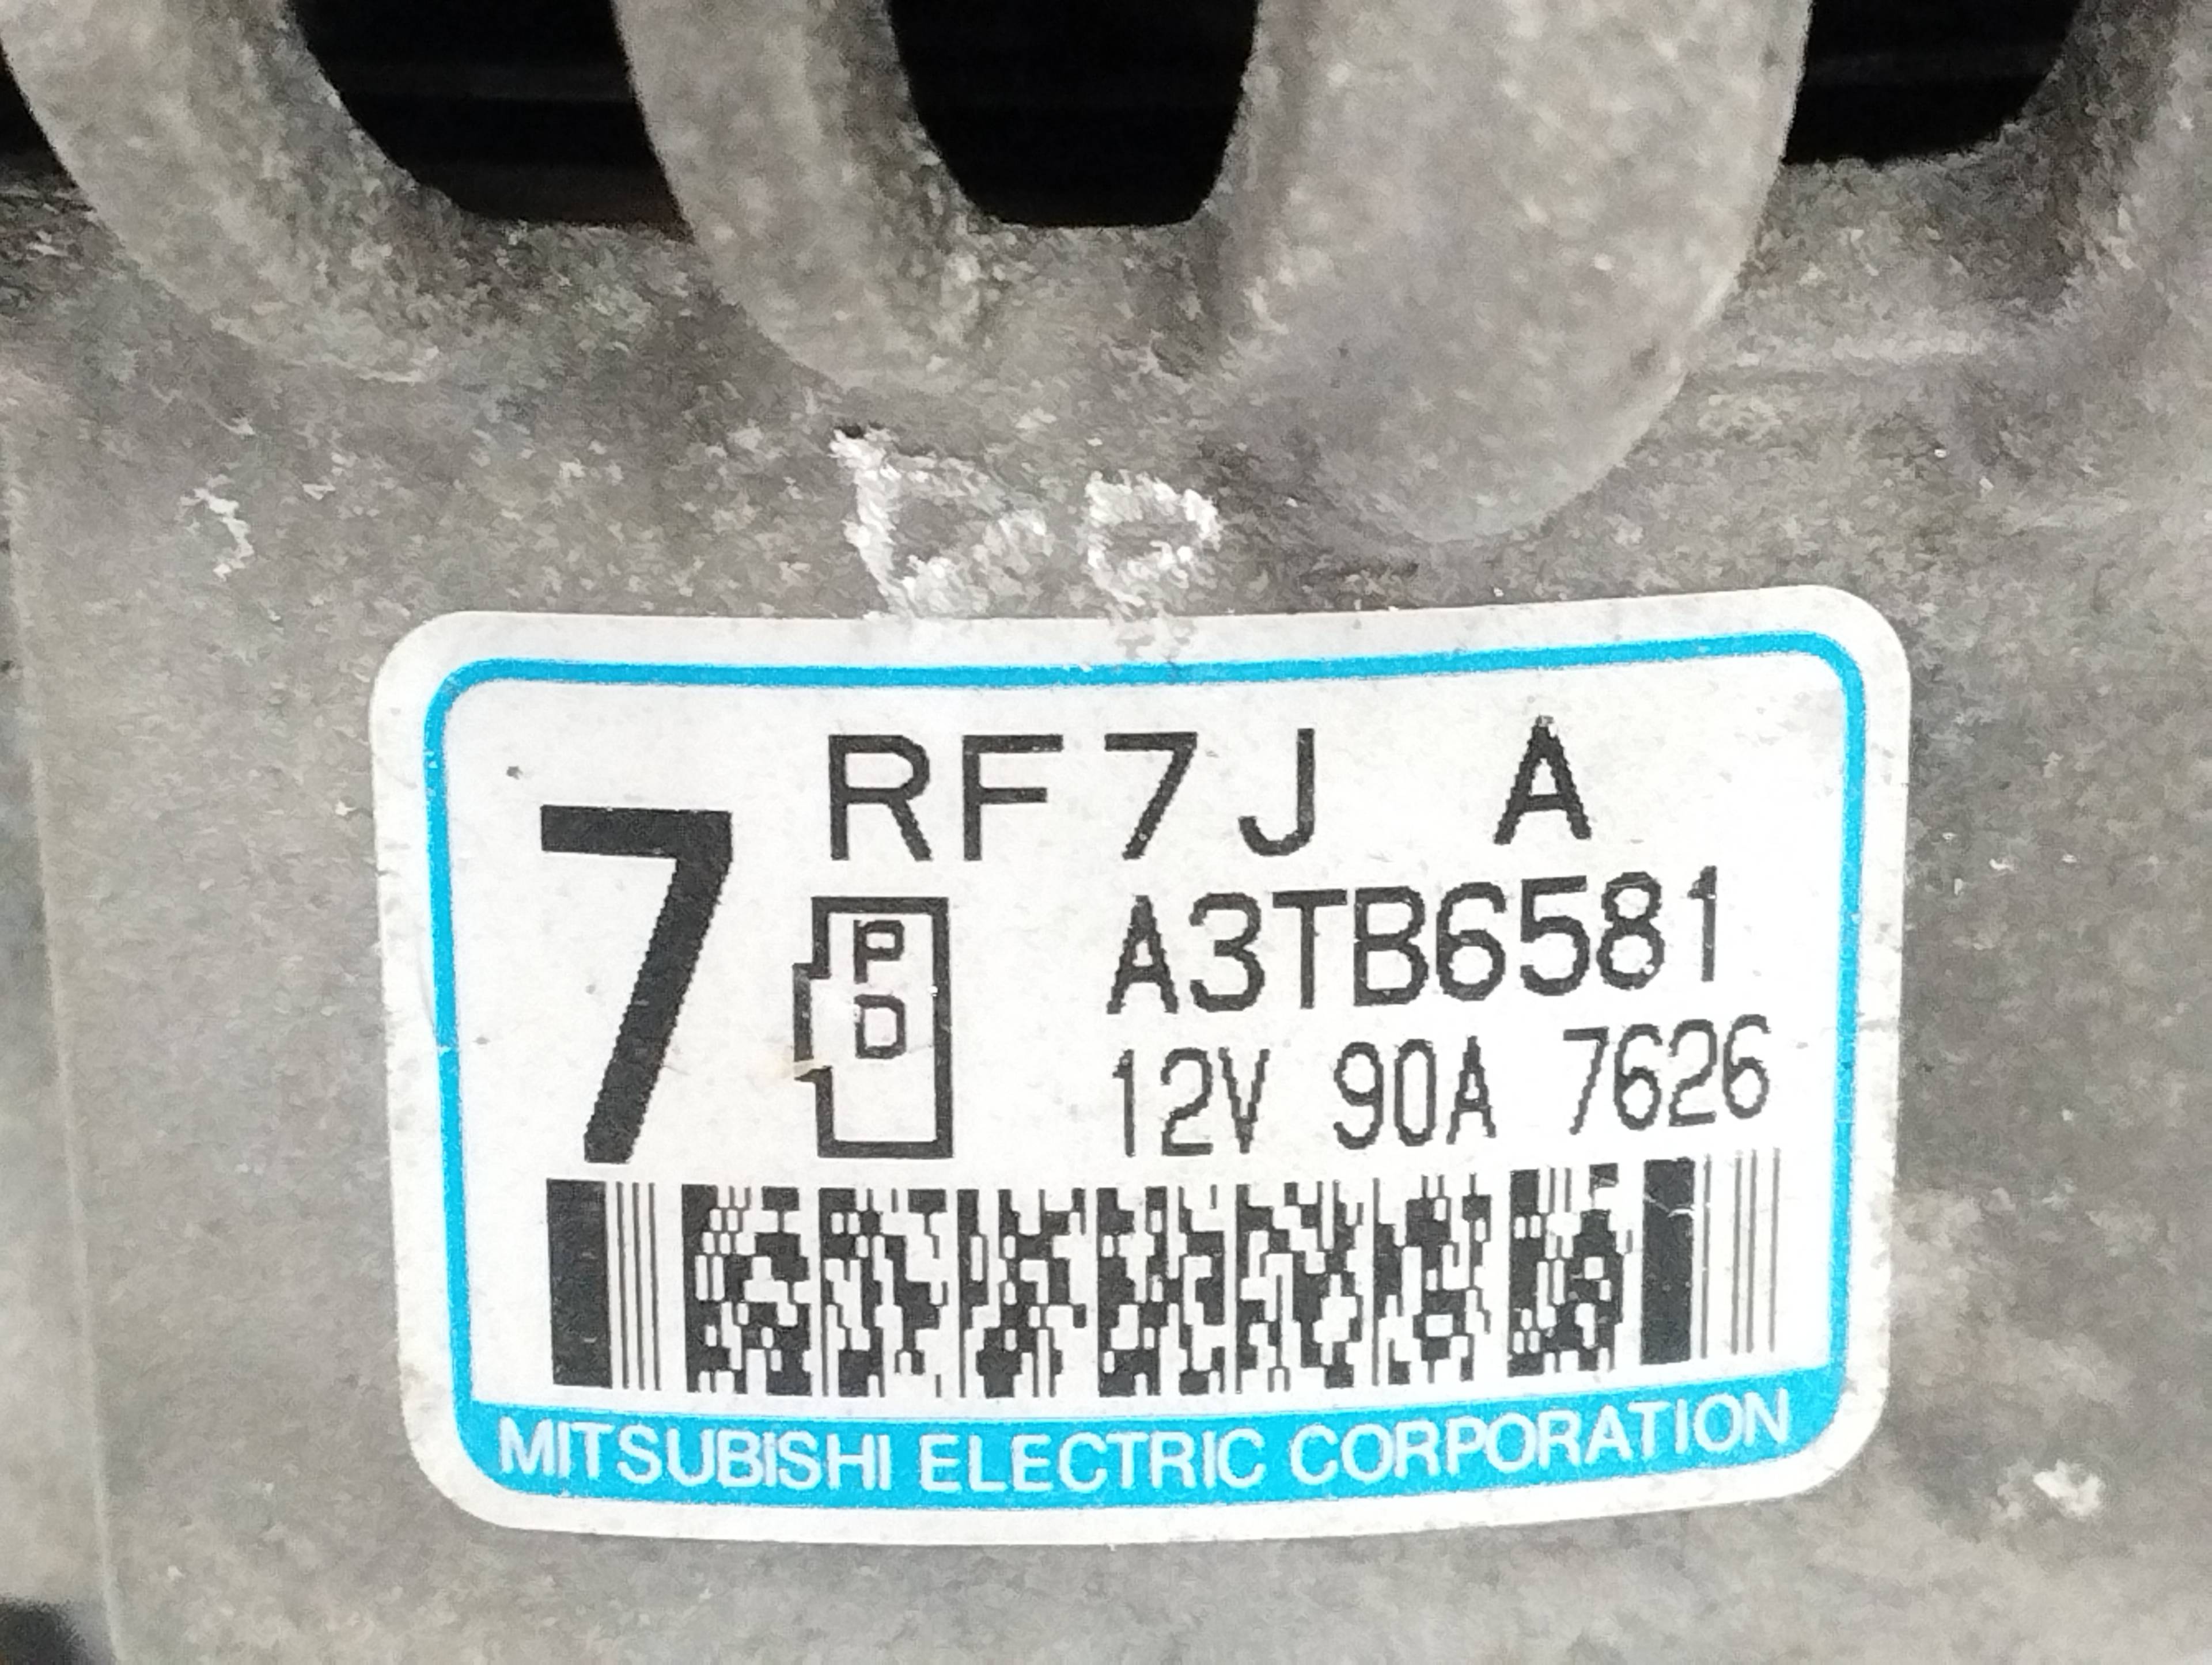 RF7J A
7
P
D
A3TB6581
12V 90A 7626
MITSUBISHI ELECTRIC CORPORATION